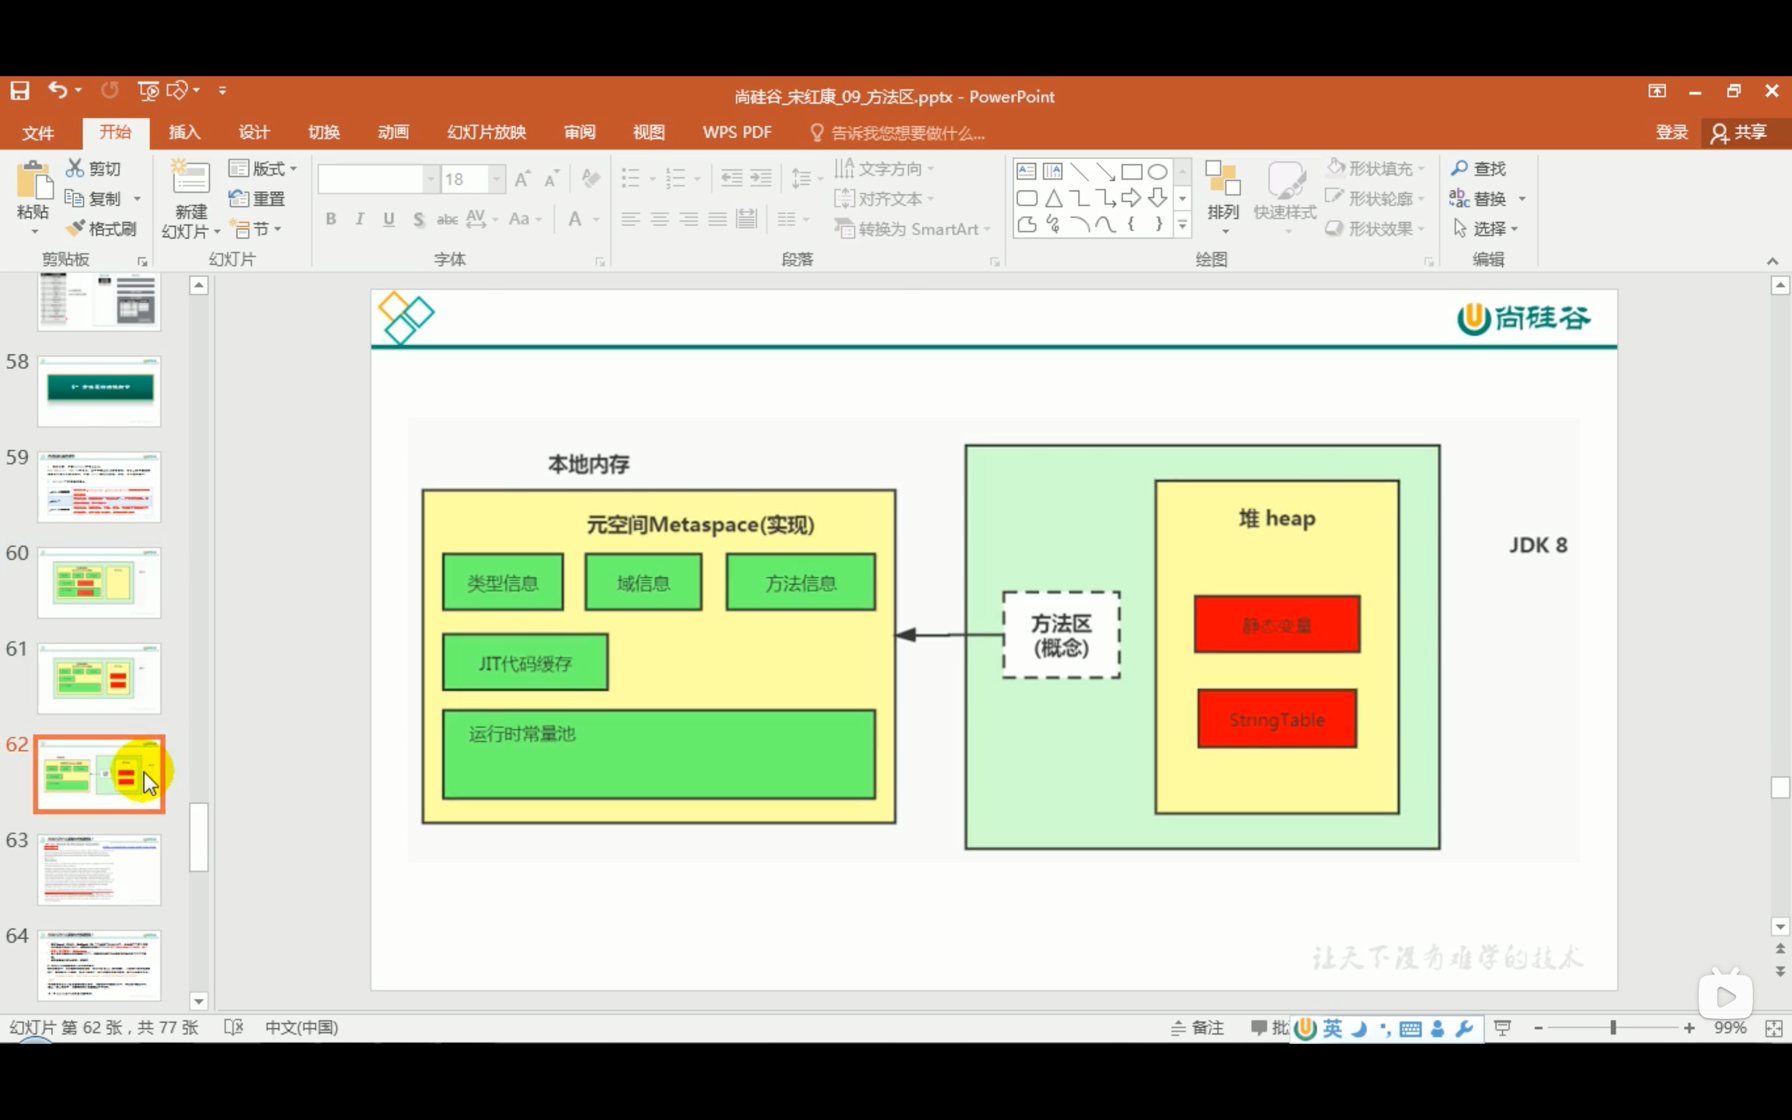 尚硅谷_宋红康_09_方法区.pptx - PowerPoint
文件 开始 插入 设计 切换 动画 幻灯片放映 审阅 视图 WPS PDF 告诉我您想要做什么... 登录 共享
剪切
复制
格式刷
粘贴
剪贴板
新建
幻灯片
版式
重置
节
幻灯片
18
B I U S abc AV Aa A
字体
文字方向
对齐文本
转换为 SmartArt
段落
排列
快速样式
形状填充
形状轮廓
形状效果
绘图
查找
替换
选择
编辑
58
59
60
61
62
63
64
尚硅谷
本地内存
元空间Metaspace(实现)
类型信息 域信息 方法信息
JIT代码缓存
运行时常量池
方法区
(概念)
堆 heap
静态变量
StringTable
JDK 8
让天下没有难学的技术
幻灯片 第 62 张，共 77 张 中文(中国) 备注 批 英 99%